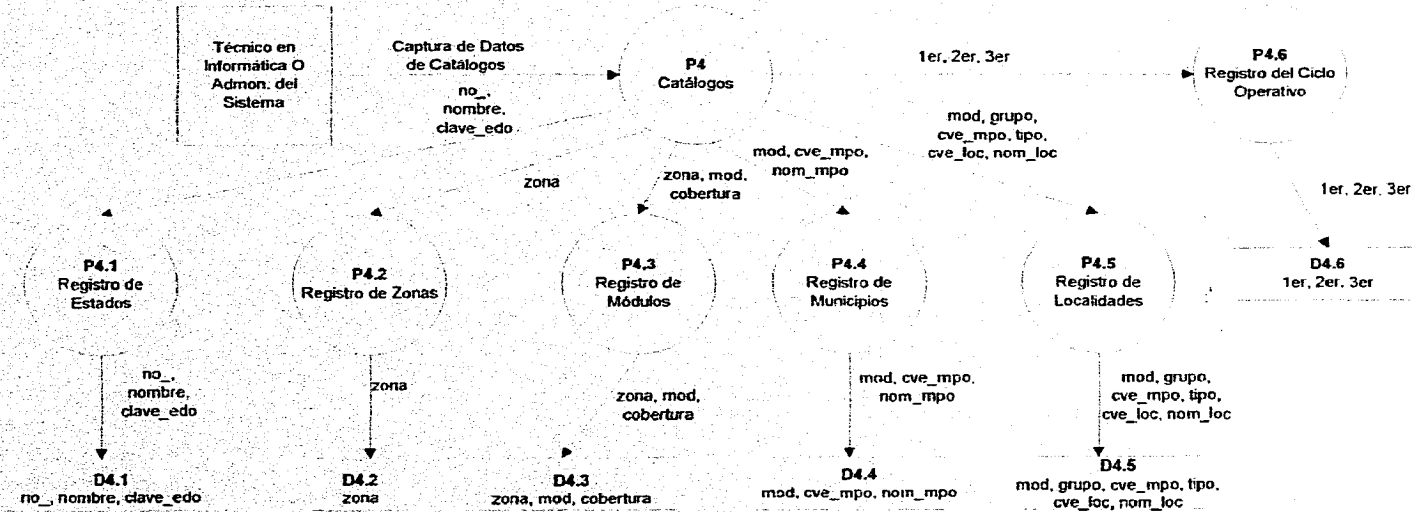 Técnico en
Informática O
Admon. del
Sistema
Captura de Datos
de Catálogos
no_,
nombre,
clave_edo
P4
Catálogos
1er, 2er, 3er
P4.6
Registro del Ciclo
Operativo
zona
zona, mod,
cobertura
mod, cve_mpo,
nom_mpo
mod, grupo,
cve_mpo, tipo,
cve_loc, nom_loc
1er, 2er, 3er
P4.1
Registro de
Estados
P4.2
Registro de Zonas
P4.3
Registro de
Módulos
P4.4
Registro de
Municipios
P4.5
Registro de
Localidades
D4.6
1er, 2er, 3er
no_,
nombre,
clave_edo
zona
zona, mod,
cobertura
mod, cve_mpo,
nom_mpo
mod, grupo,
cve_mpo, tipo,
cve_loc, nom_loc
D4.1
no_, nombre, clave_edo
D4.2
zona
D4.3
zona, mod, cobertura
D4.4
mod, cve_mpo, nom_mpo
D4.5
mod, grupo, cve_mpo, tipo,
cve_loc, nom_loc